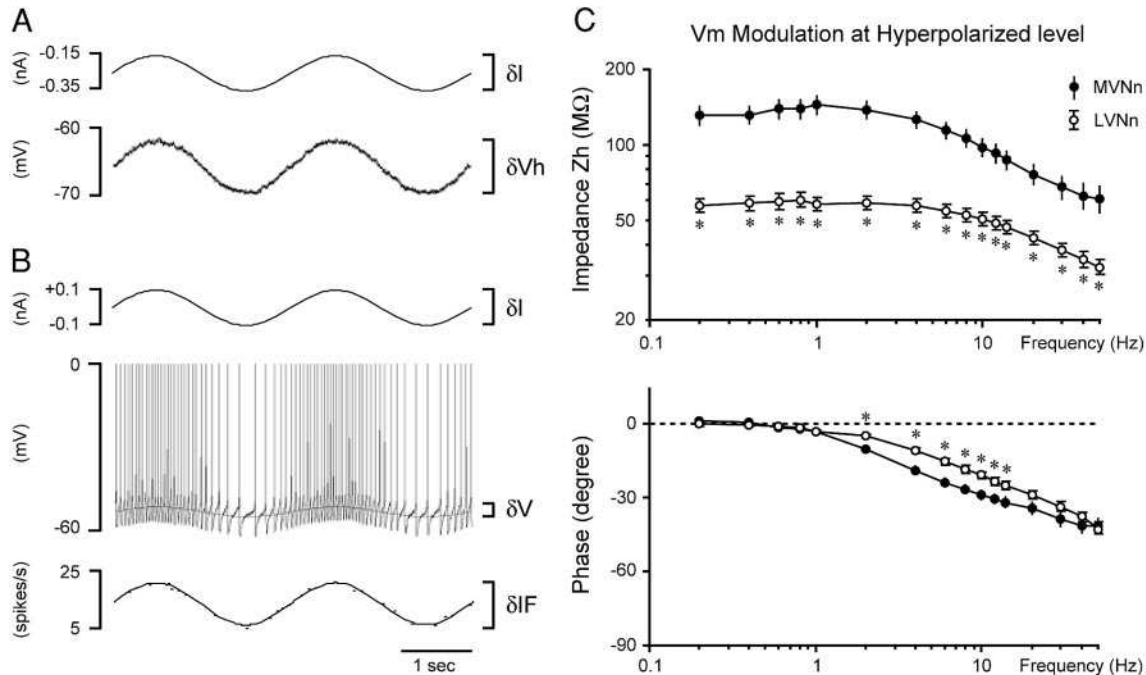 A
-0.15
(nA)
-0.35
δI
-60
(mV)
-70
δVh
B
+0.1
(nA)
-0.1
δI
0
(mV)
-60
δV
25
(spikes/s)
5
δIF
1 sec
C
Vm Modulation at Hyperpolarized level
Impedance Zh (MΩ)
200
100
50
20
MVNn
LVNn
* * * * * * * * * * * * * * * *
0.1 1 10 Frequency (Hz)
Phase (degree)
0
-30
-60
-90
* * * * * * *
0.1 1 10 Frequency (Hz)